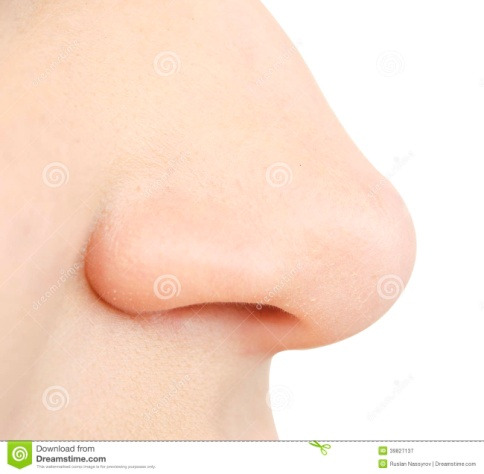 Download from
Dreamstime.com
This watermarked comp image is for previewing purposes only.
39827131
Ruslan Nassyrov | Dreamstime.com